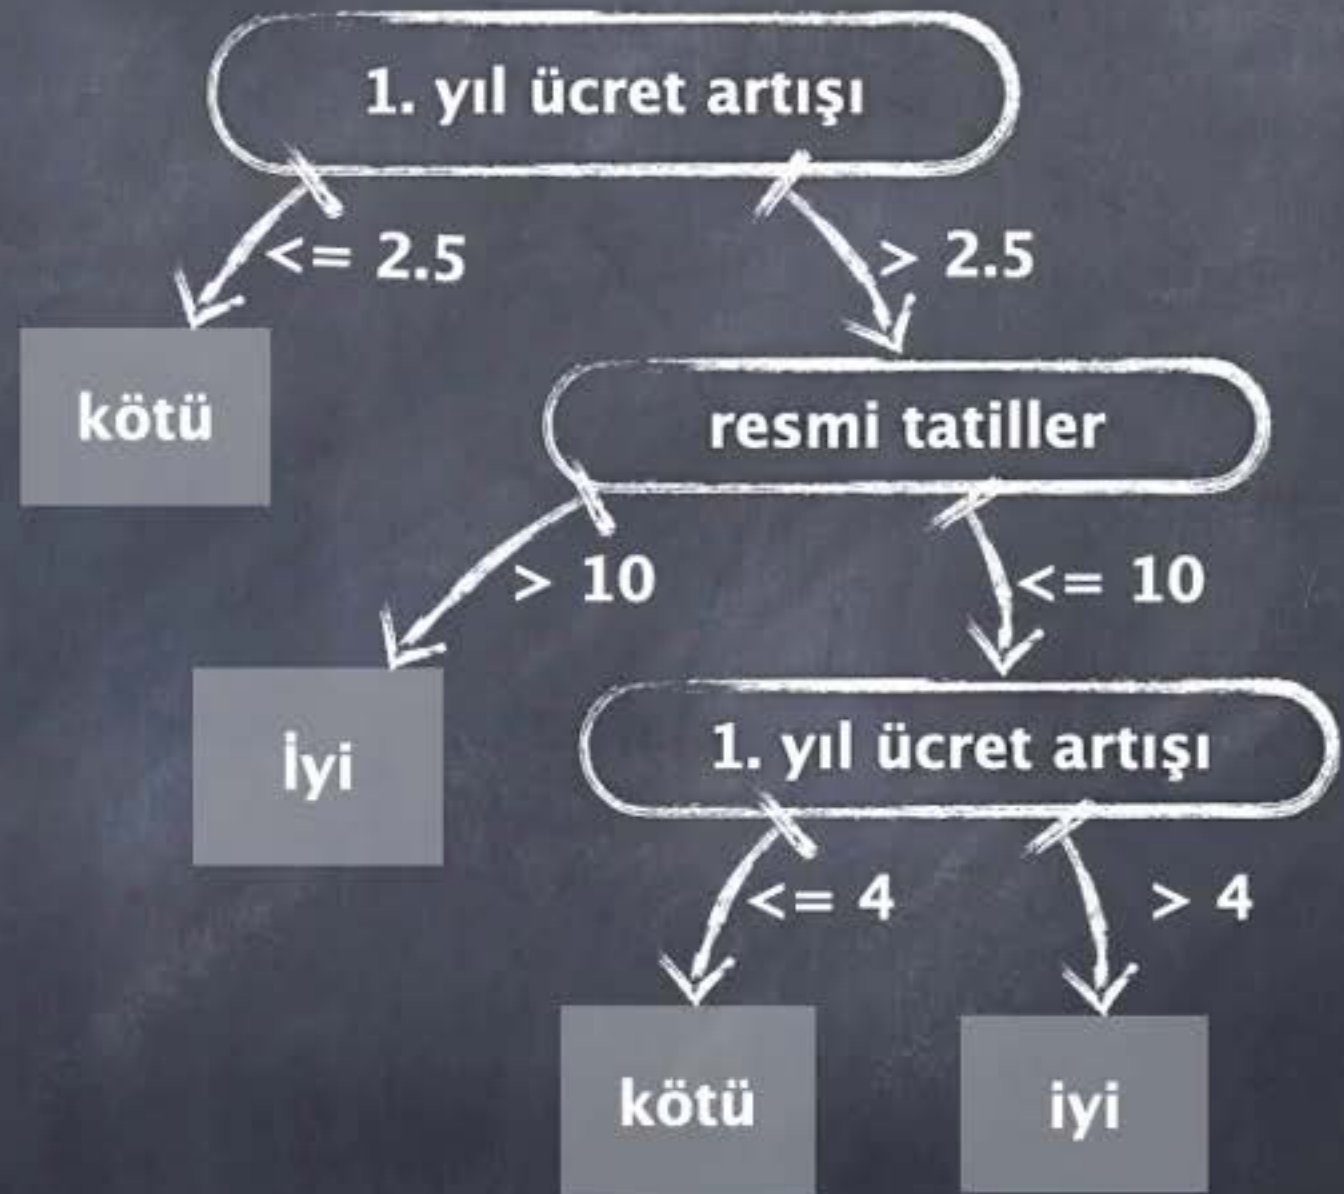 1. yıl ücret artışı
<= 2.5
> 2.5
kötü
resmi tatiller
> 10
<= 10
İyi
1. yıl ücret artışı
<= 4
> 4
kötü
iyi